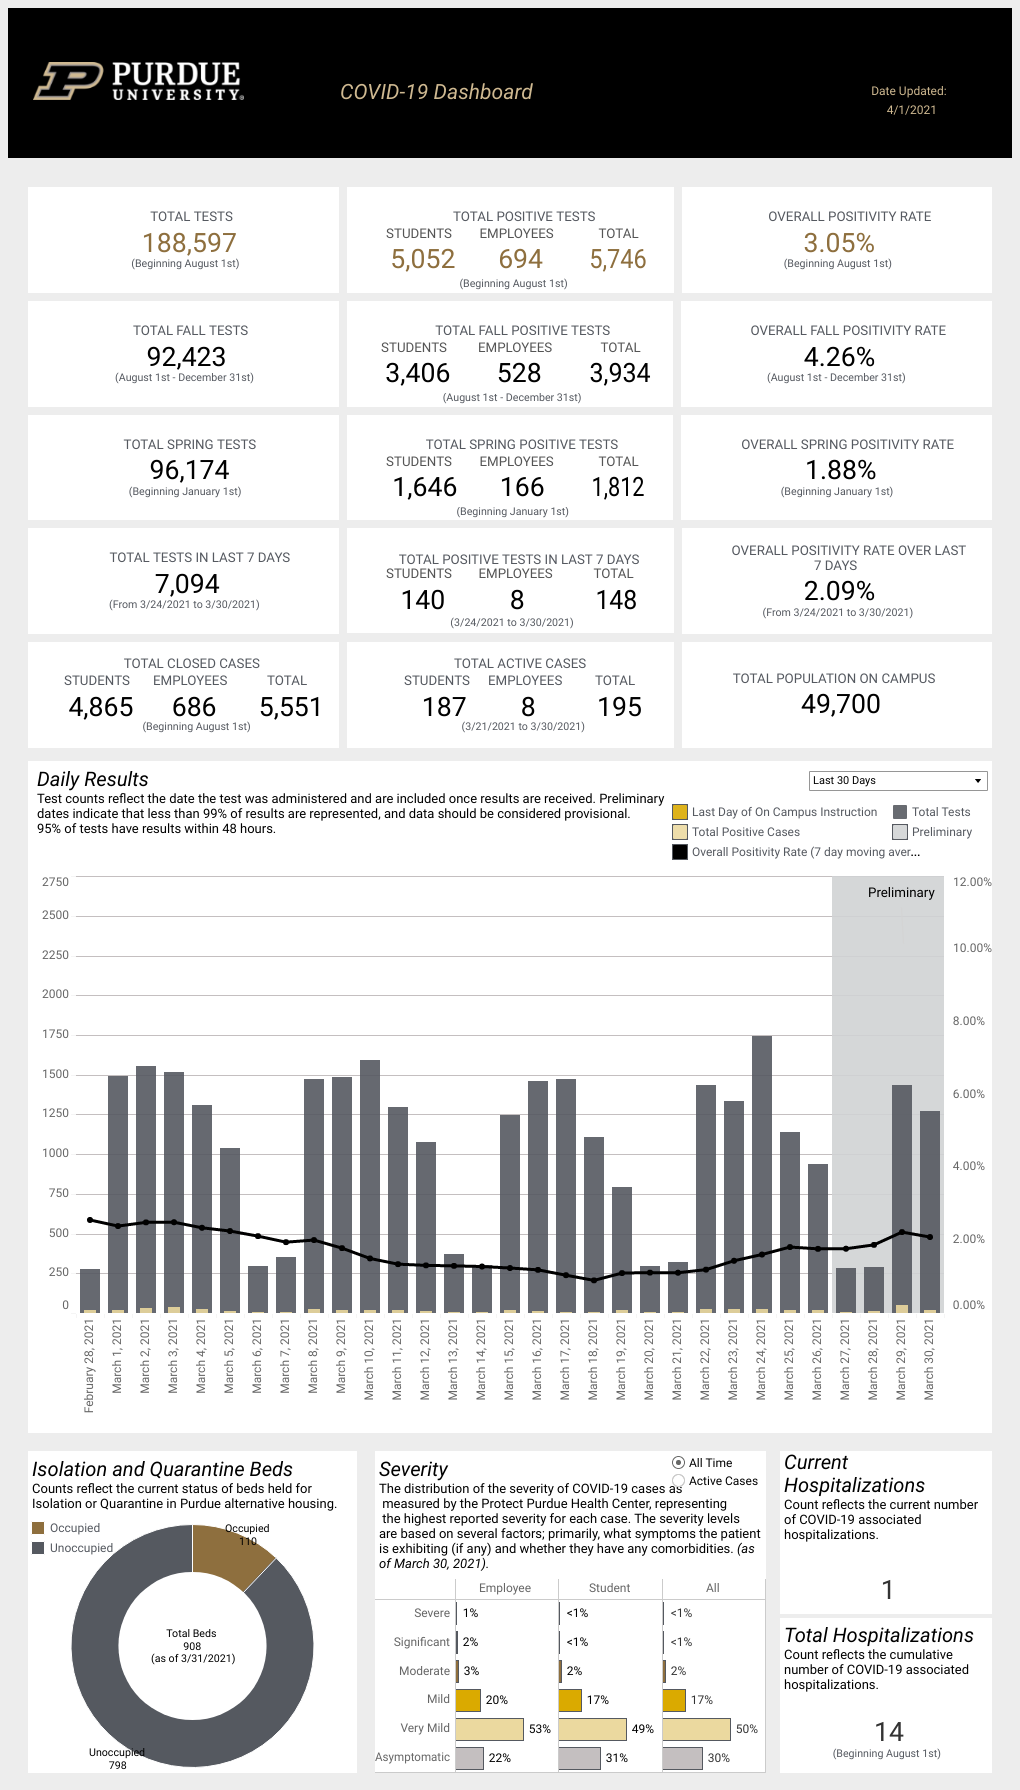 PURDUE
UNIVERSITY®
COVID-19 Dashboard
Date Updated:
4/1/2021
TOTAL TESTS
188,597
(Beginning August 1st)
TOTAL POSITIVE TESTS
STUDENTS EMPLOYEES TOTAL
5,052 694 5,746
(Beginning August 1st)
OVERALL POSITIVITY RATE
3.05%
(Beginning August 1st)
TOTAL FALL TESTS
92,423
(August 1st - December 31st)
TOTAL FALL POSITIVE TESTS
STUDENTS EMPLOYEES TOTAL
3,406 528 3,934
(August 1st - December 31st)
OVERALL FALL POSITIVITY RATE
4.26%
(August 1st - December 31st)
TOTAL SPRING TESTS
96,174
(Beginning January 1st)
TOTAL SPRING POSITIVE TESTS
STUDENTS EMPLOYEES TOTAL
1,646 166 1,812
(Beginning January 1st)
OVERALL SPRING POSITIVITY RATE
1.88%
(Beginning January 1st)
TOTAL TESTS IN LAST 7 DAYS
7,094
(From 3/24/2021 to 3/30/2021)
TOTAL POSITIVE TESTS IN LAST 7 DAYS
STUDENTS EMPLOYEES TOTAL
140 8 148
(3/24/2021 to 3/30/2021)
OVERALL POSITIVITY RATE OVER LAST
7 DAYS
2.09%
(From 3/24/2021 to 3/30/2021)
TOTAL CLOSED CASES
STUDENTS EMPLOYEES TOTAL
4,865 686 5,551
(Beginning August 1st)
TOTAL ACTIVE CASES
STUDENTS EMPLOYEES TOTAL
187 8 195
(3/21/2021 to 3/30/2021)
TOTAL POPULATION ON CAMPUS
49,700
Daily Results
Test counts reflect the date the test was administered and are included once results are received. Preliminary
dates indicate that less than 99% of results are represented, and data should be considered provisional.
95% of tests have results within 48 hours.
Last 30 Days
Last Day of On Campus Instruction Total Tests
Total Positive Cases Preliminary
Overall Positivity Rate (7 day moving aver...
2750 12.00%
Preliminary
2500
2250 10.00%
2000
1750 8.00%
1500
1250 6.00%
1000 4.00%
750
500 2.00%
250
0 0.00%
February 28, 2021
March 1, 2021
March 2, 2021
March 3, 2021
March 4, 2021
March 5, 2021
March 6, 2021
March 7, 2021
March 8, 2021
March 9, 2021
March 10, 2021
March 11, 2021
March 12, 2021
March 13, 2021
March 14, 2021
March 15, 2021
March 16, 2021
March 17, 2021
March 18, 2021
March 19, 2021
March 20, 2021
March 21, 2021
March 22, 2021
March 23, 2021
March 24, 2021
March 25, 2021
March 26, 2021
March 27, 2021
March 28, 2021
March 29, 2021
March 30, 2021
Isolation and Quarantine Beds
Counts reflect the current status of beds held for
Isolation or Quarantine in Purdue alternative housing.
Occupied
Unoccupied
Occupied
110
Total Beds
908
(as of 3/31/2021)
Unoccupied
798
Severity
All Time
Active Cases
The distribution of the severity of COVID-19 cases as
measured by the Protect Purdue Health Center, representing
the highest reported severity for each case. The severity levels
are based on several factors; primarily, what symptoms the patient
is exhibiting (if any) and whether they have any comorbidities. (as
of March 30, 2021).
Employee Student All
Severe 1% <1% <1%
Significant 2% <1% <1%
Moderate 3% 2% 2%
Mild 20% 17% 17%
Very Mild 53% 49% 50%
Asymptomatic 22% 31% 30%
Current
Hospitalizations
Count reflects the current number
of COVID-19 associated
hospitalizations.
1
Total Hospitalizations
Count reflects the cumulative
number of COVID-19 associated
hospitalizations.
14
(Beginning August 1st)